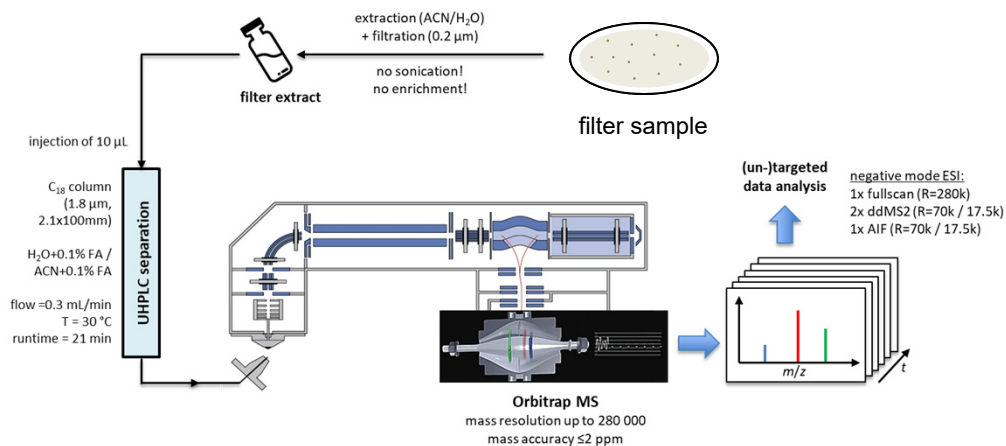 extraction (ACN/H₂O)
+ filtration (0.2 µm)
no sonication!
no enrichment!
filter extract
filter sample
injection of 10 µL
C₁₈ column
(1.8 µm,
2.1x100mm)
H₂O+0.1% FA /
ACN+0.1% FA
flow =0.3 mL/min
T = 30 °C
runtime = 21 min
UHPLC separation
Orbitrap MS
mass resolution up to 280 000
mass accuracy ≤2 ppm
(un-)targeted
data analysis
negative mode ESI:
1x fullscan (R=280k)
2x ddMS2 (R=70k / 17.5k)
1x AIF (R=70k / 17.5k)
m/z
t